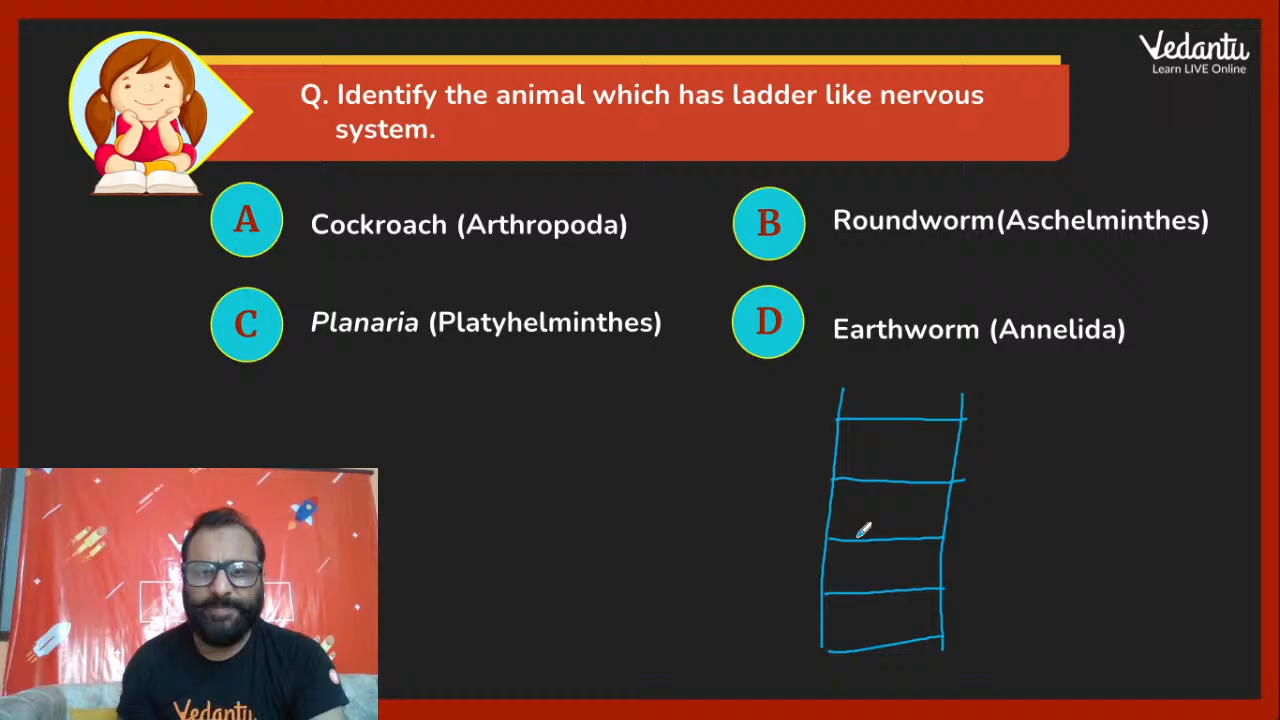 Vedantu
Learn LIVE Online
Q. Identify the animal which has ladder like nervous
system.
A
Cockroach (Arthropoda)
B
Roundworm(Aschelminthes)
C
Planaria (Platyhelminthes)
D
Earthworm (Annelida)
Vedantu